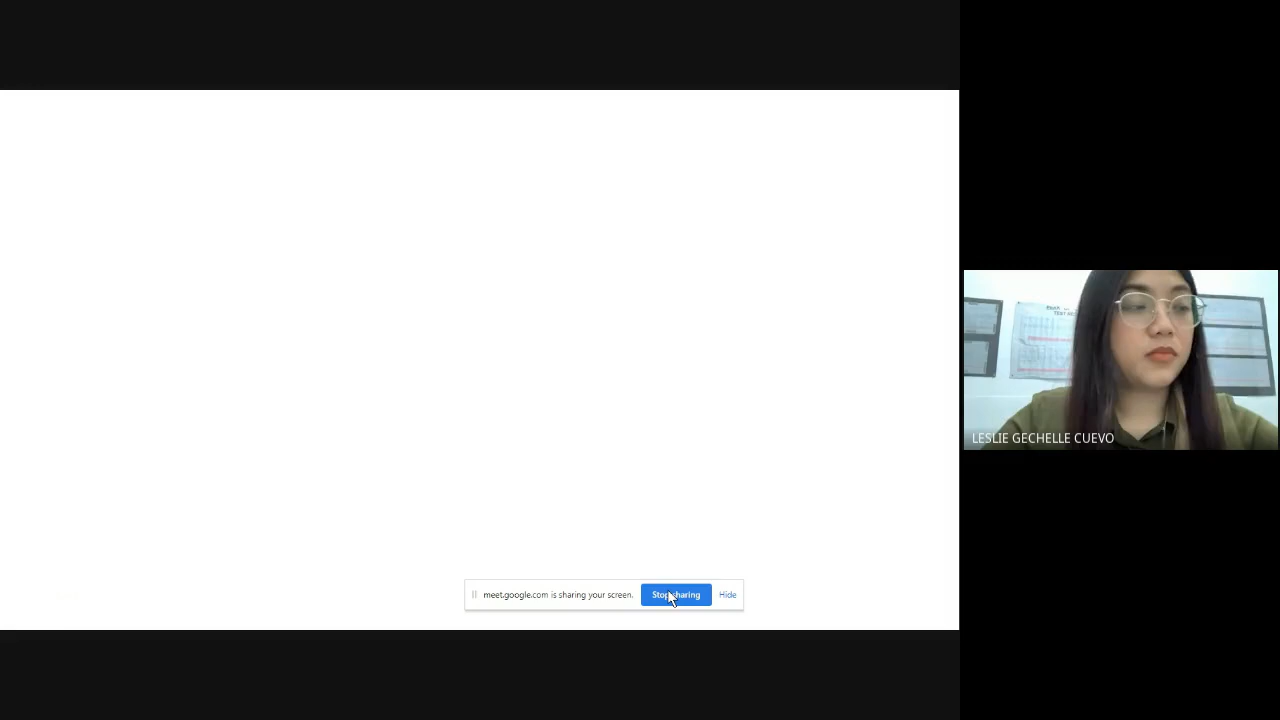 meet.google.com is sharing your screen.
Stop sharing
Hide
LESLIE GECHELLE CUEVO